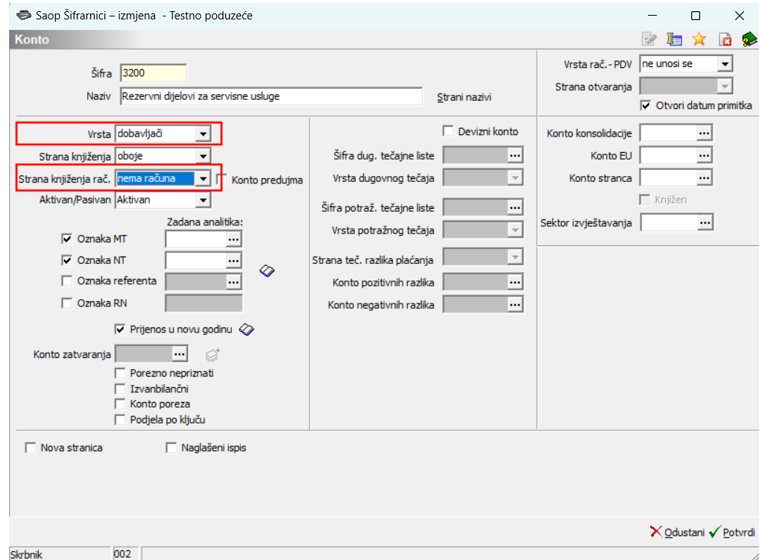 Saop Šifrarnici – izmjena - Testno poduzeće
Konto
Šifra 3200
Naziv Rezervni dijelovi za servisne usluge Strani nazivi
Vrsta rač.- PDV ne unosi se
Strana otvaranja
Otvori datum primitka
Vrsta dobavljači
Strana knjiženja oboje
Strana knjiženja rač. nema računa Konto predujma
Aktivan/Pasivan Aktivan
Zadana analitika:
Oznaka MT ...
Oznaka NT ...
Oznaka referenta ...
Oznaka RN
Prijenos u novu godinu
Konto zatvaranja ...
Porezno nepriznati
Izvanbilančni
Konto poreza
Podjela po ključu
Devizni konto
Šifra dug. tečajne liste ...
Vrsta dugovnog tečaja
Šifra potraž. tečajne liste ...
Vrsta potražnog tečaja
Strana teč. razlika plaćanja
Konto pozitivnih razlika ...
Konto negativnih razlika ...
Konto konsolidacije ...
Konto EU ...
Konto stranca ...
Knjižen
Sektor izvještavanja ...
Nova stranica Naglašeni ispis
Odustani Potvrdi
Skrbnik 002